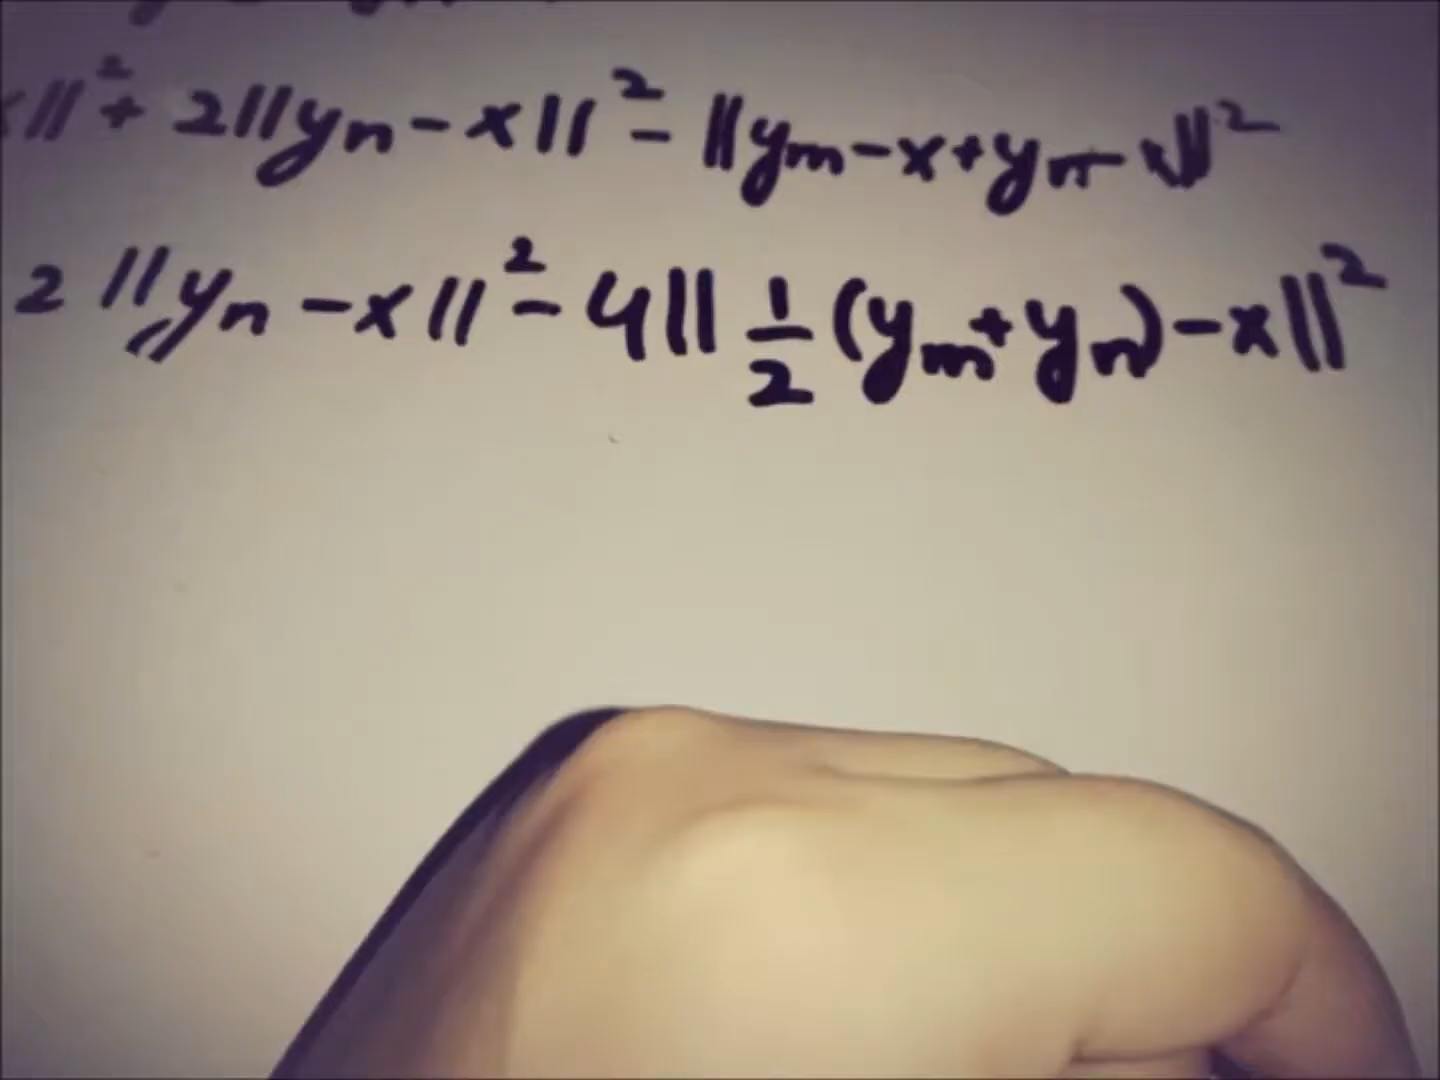 x||² + 2||yn - x||² - ||ym - x + yn - x||²
2 ||yn - x||² - 4|| 1/2 (ym + yn) - x||²